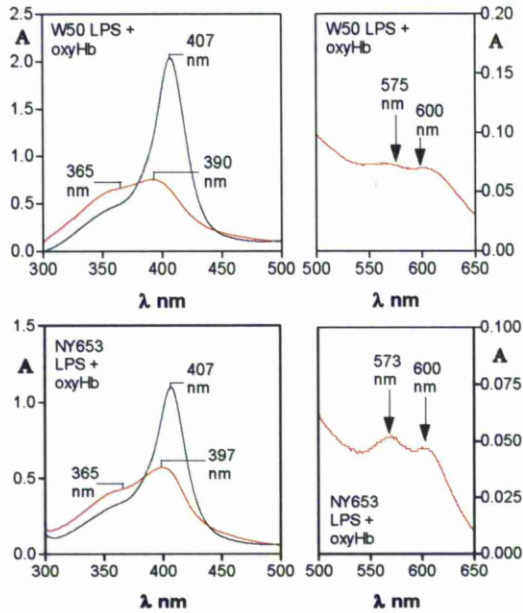 2.5
A
W50 LPS +
oxyHb
407
nm
2.0
1.5
1.0
365
nm
390
nm
0.5
0.0
300 350 400 450 500
λ nm
0.20
W50 LPS +
oxyHb
A
0.15
575
nm
600
nm
0.10
0.05
0.00
500 550 600 650
λ nm
1.5
A
NY653
LPS +
oxyHb
407
nm
1.0
365
nm
397
nm
0.5
0.0
300 350 400 450 500
λ nm
0.100
A
573
nm
600
nm
0.075
0.050
0.025
NY653
LPS +
oxyHb
0.000
500 550 600 650
λ nm